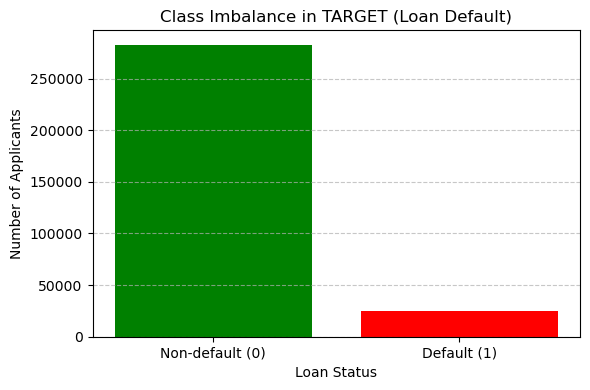 Class Imbalance in TARGET (Loan Default)
Number of Applicants
250000
200000
150000
100000
50000
0
Non-default (0)
Default (1)
Loan Status